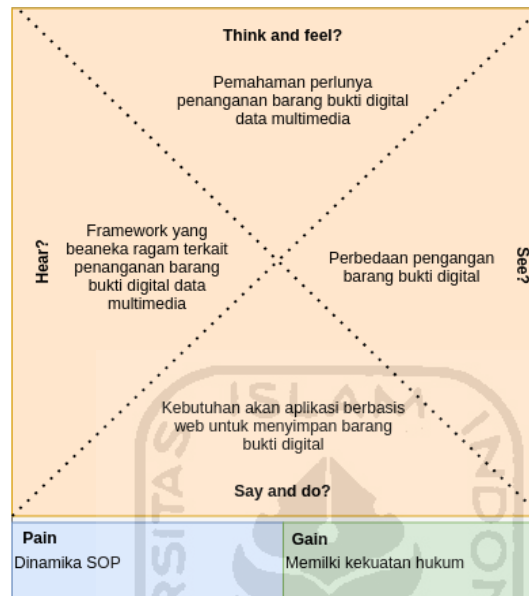 Think and feel?
Pemahaman perlunya
penanganan barang bukti digital
data multimedia
Hear?
Framework yang
beaneka ragam terkait
penanganan barang
bukti digital data
multimedia
Perbedaan pengangan
barang bukti digital
See?
Kebutuhan akan aplikasi berbasis
web untuk menyimpan barang
bukti digital
Say and do?
Pain
Dinamika SOP
Gain
Memilki kekuatan hukum
ISLAM